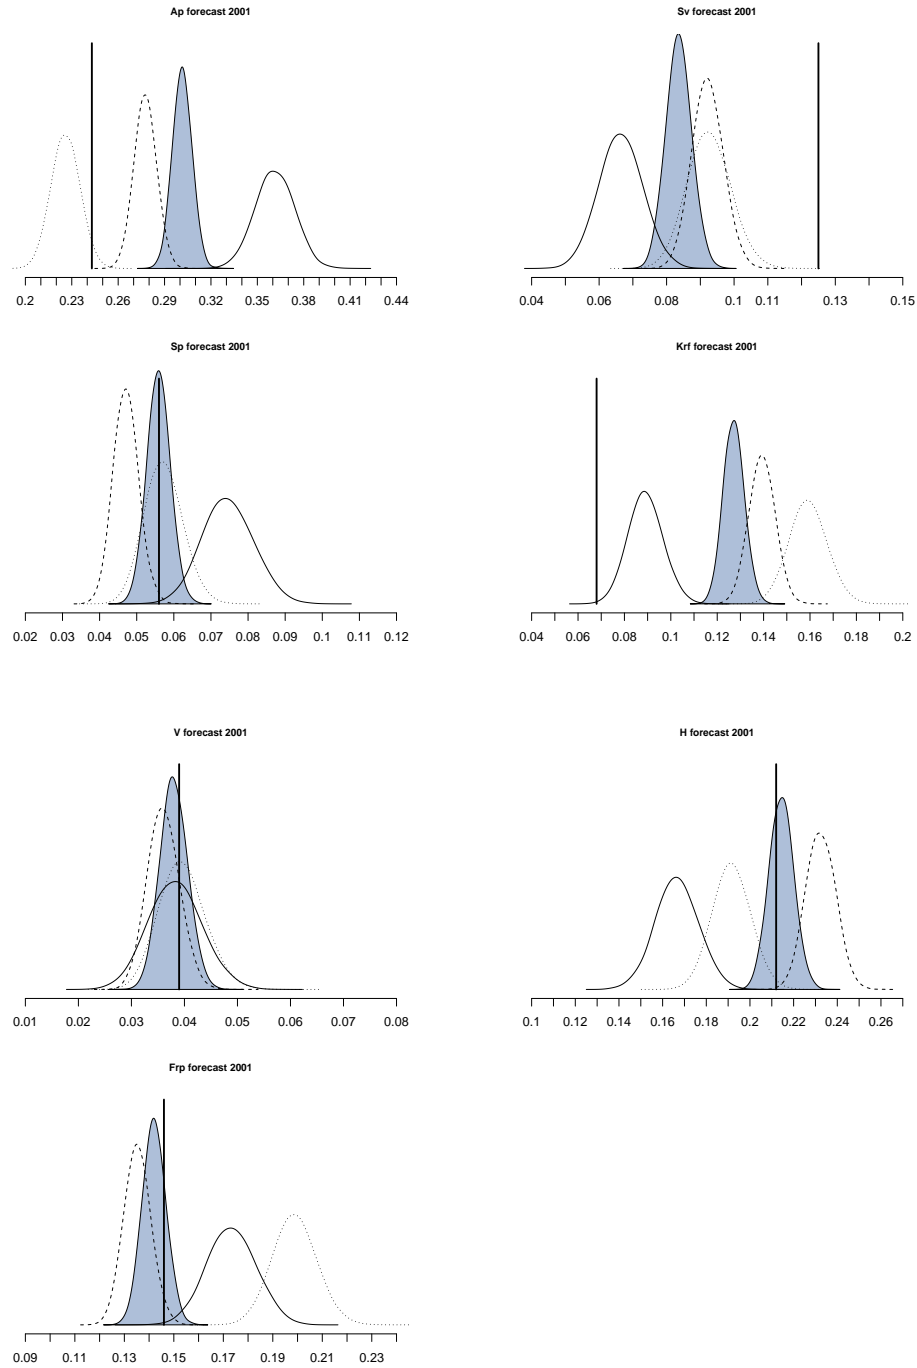 Ap forecast 2001
0.2 0.23 0.26 0.29 0.32 0.36 0.38 0.41 0.44
Sv forecast 2001
0.04 0.06 0.08 0.1 0.11 0.13 0.15
Sp forecast 2001
0.02 0.03 0.04 0.05 0.06 0.07 0.08 0.09 0.1 0.11 0.12
Krf forecast 2001
0.04 0.06 0.08 0.1 0.12 0.14 0.16 0.18 0.2
V forecast 2001
0.01 0.02 0.03 0.04 0.05 0.06 0.07 0.08
H forecast 2001
0.1 0.12 0.14 0.16 0.18 0.2 0.22 0.24 0.26
Frp forecast 2001
0.09 0.11 0.13 0.15 0.17 0.19 0.21 0.23